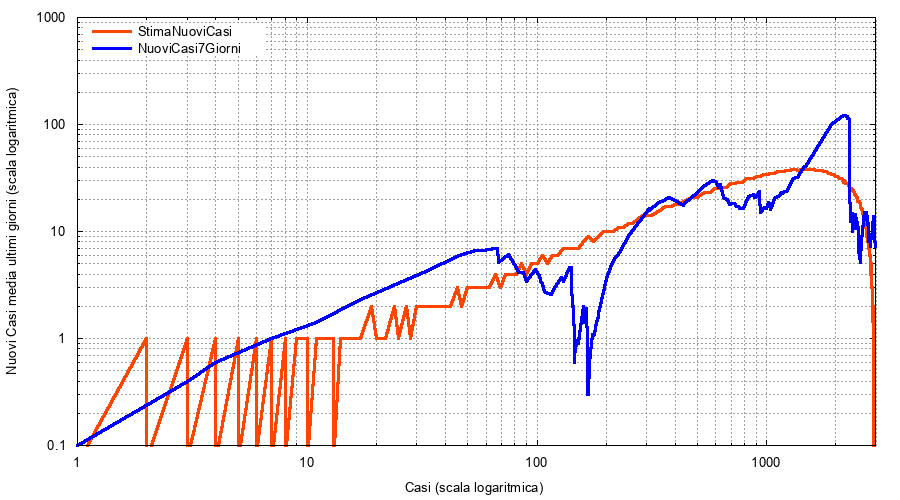 1000
StimaNuoviCasi
NuoviCasi7Giorni
100
10
1
0.1
Nuovi Casi media ultimi giorni (scala logaritmica)
1
10
100
1000
Casi (scala logaritmica)